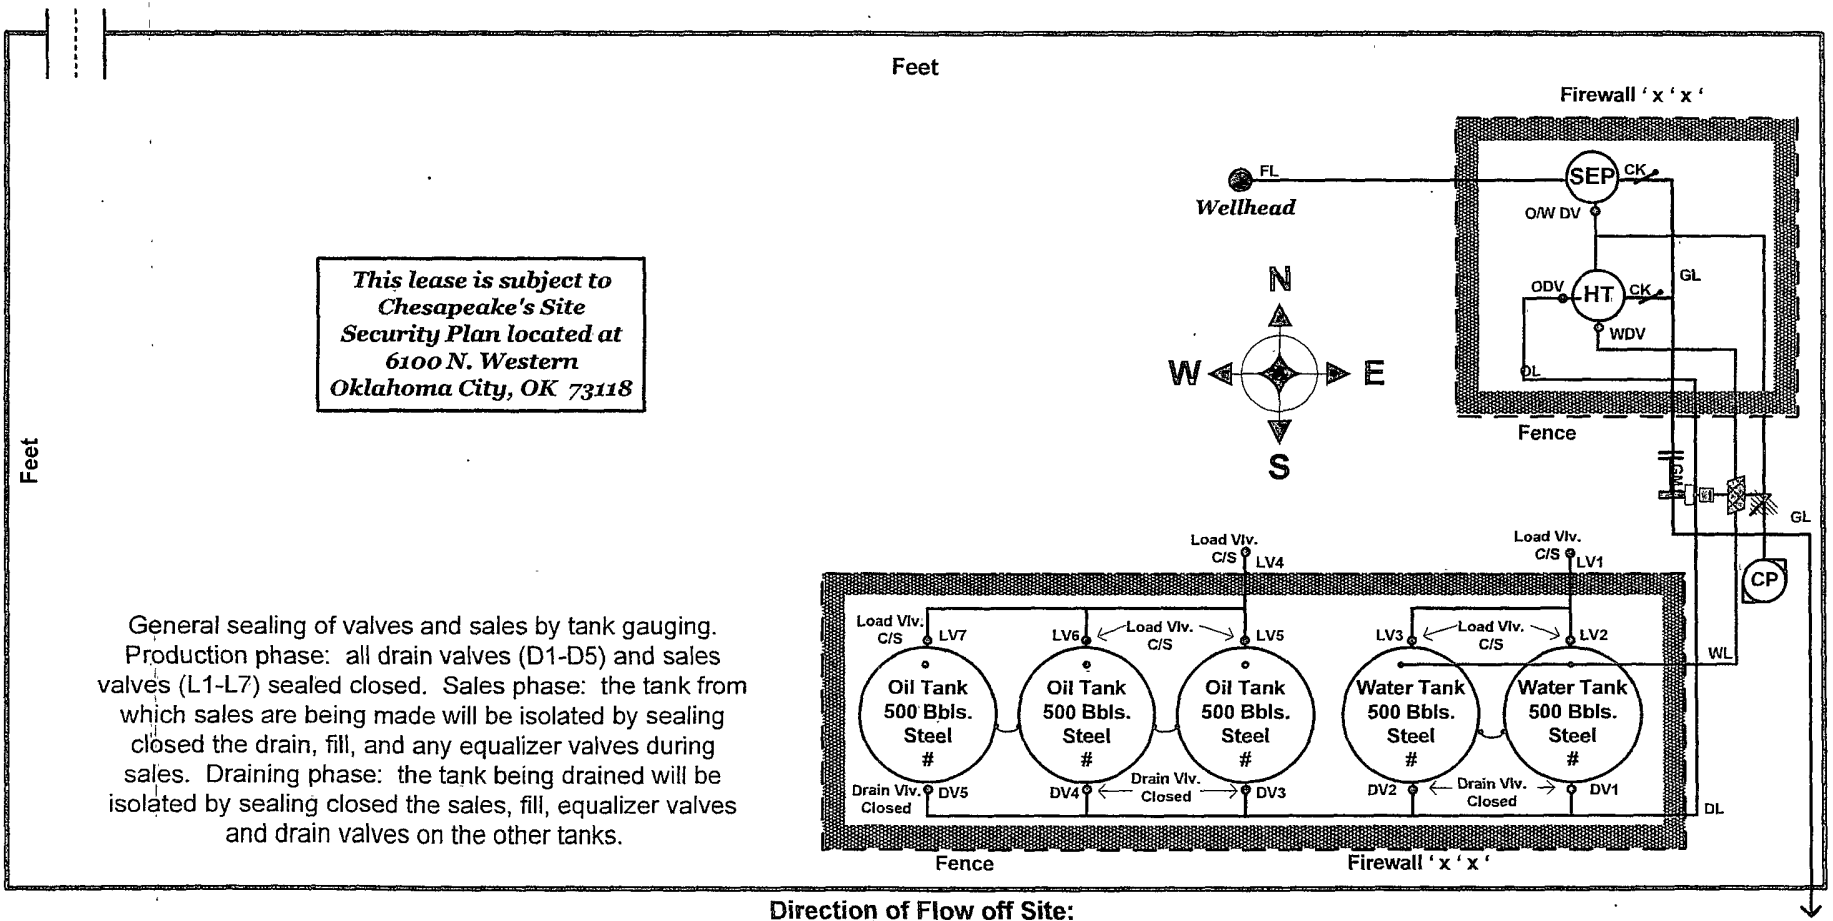 Feet
Feet
Firewall ‘ x ‘ x ‘
SEP
CK
FL
Wellhead
O/W DV
GL
ODV
HT
CK
WDV
OL
Fence
This lease is subject to
Chesapeake's Site
Security Plan located at
6100 N. Western
Oklahoma City, OK 73118
N
W
E
S
GM
GL
CP
Load Vlv.
C/S
LV4
Load Vlv.
C/S
LV1
General sealing of valves and sales by tank gauging.
Production phase: all drain valves (D1-D5) and sales
valves (L1-L7) sealed closed. Sales phase: the tank from
which sales are being made will be isolated by sealing
closed the drain, fill, and any equalizer valves during
sales. Draining phase: the tank being drained will be
isolated by sealing closed the sales, fill, equalizer valves
and drain valves on the other tanks.
Load Vlv.
C/S
LV7
LV6
Load Vlv.
C/S
LV5
LV3
Load Vlv.
C/S
LV2
WL
Oil Tank
500 Bbls.
Steel
#
Oil Tank
500 Bbls.
Steel
#
Oil Tank
500 Bbls.
Steel
#
Water Tank
500 Bbls.
Steel
#
Water Tank
500 Bbls.
Steel
#
Drain Vlv.
Closed
DV5
DV4
Drain Vlv.
Closed
DV3
DV2
Drain Vlv.
Closed
DV1
DL
Fence
Firewall ‘ x ‘ x ‘
Direction of Flow off Site: